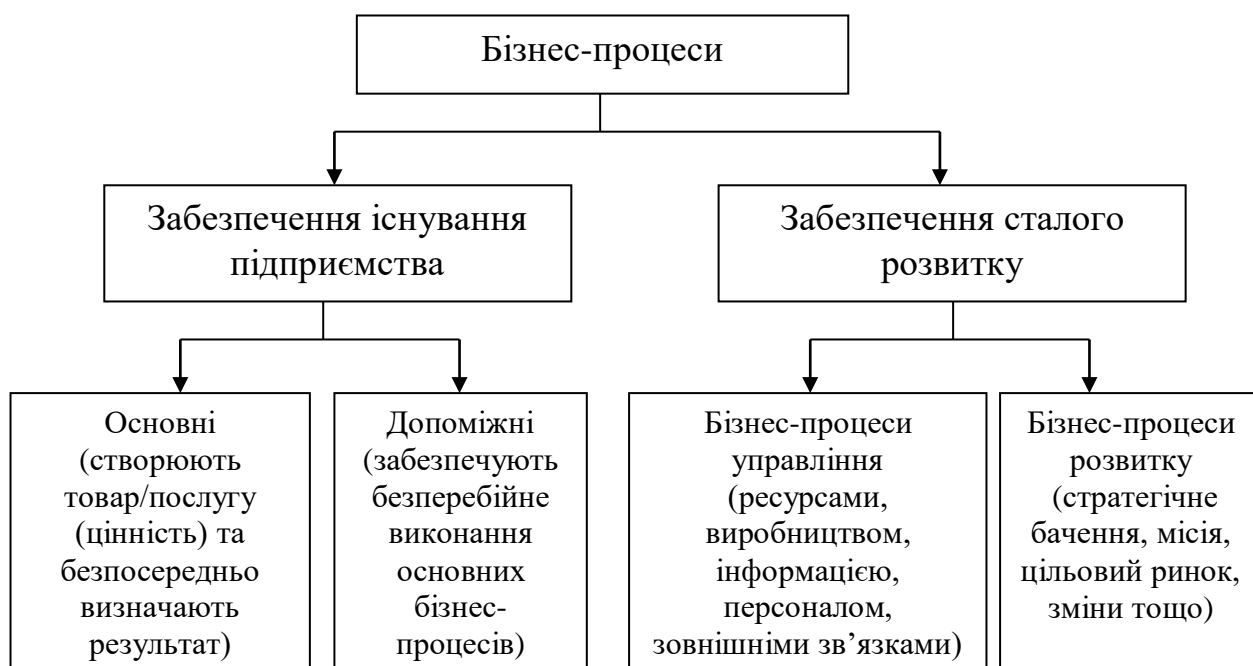 Бізнес-процеси
Забезпечення існування
підприємства
Забезпечення сталого
розвитку
Основні
(створюють
товар/послугу
(цінність) та
безпосередньо
визначають
результат)
Допоміжні
(забезпечують
безперебійне
виконання
основних
бізнес-
процесів)
Бізнес-процеси
управління
(ресурсами,
виробництвом,
інформацією,
персоналом,
зовнішніми зв’язками)
Бізнес-процеси
розвитку
(стратегічне
бачення, місія,
цільовий ринок,
зміни тощо)